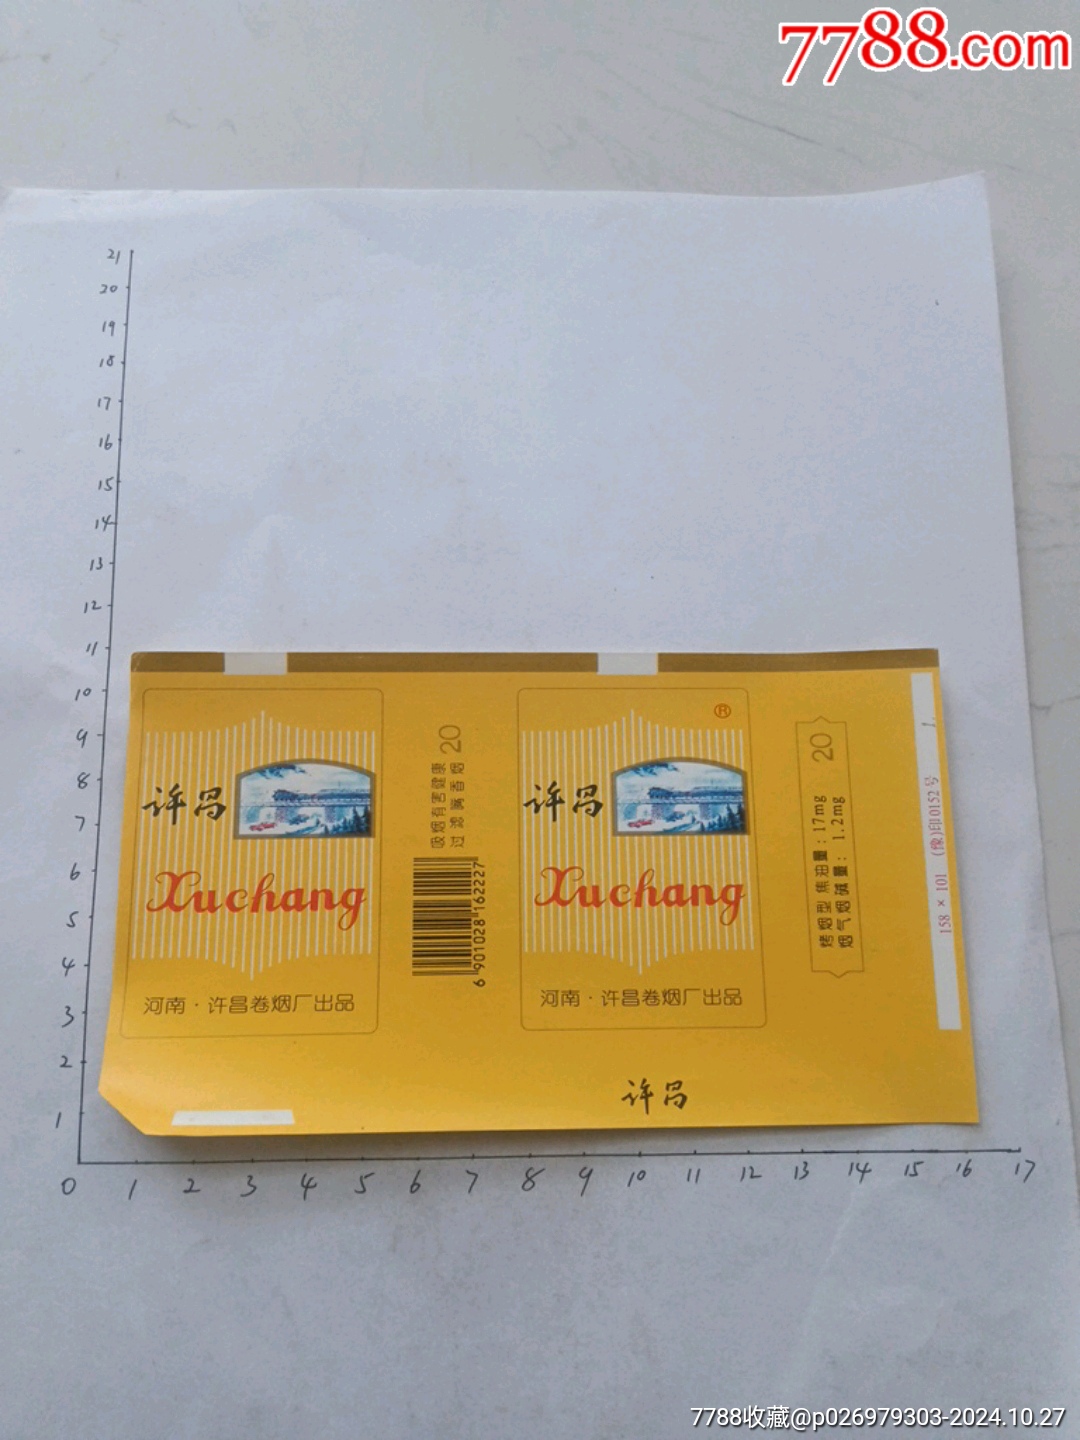 7788.com
21
20
19
18
17
16
15
14
13
12
11
10
9
8
7
6
5
4
3
2
1
0 1 2 3 4 5 6 7 8 9 10 11 12 13 14 15 16 17
许昌
Xuchang
河南·许昌卷烟厂出品
吸烟有害健康
过滤嘴香烟 20
6 901028 162227
®
许昌
Xuchang
河南·许昌卷烟厂出品
20
烤烟型 焦油量：17mg
烟气烟碱量：1.2mg
158×101 (豫)印0152号
1.
许昌
7788收藏@p026979303-2024.10.27